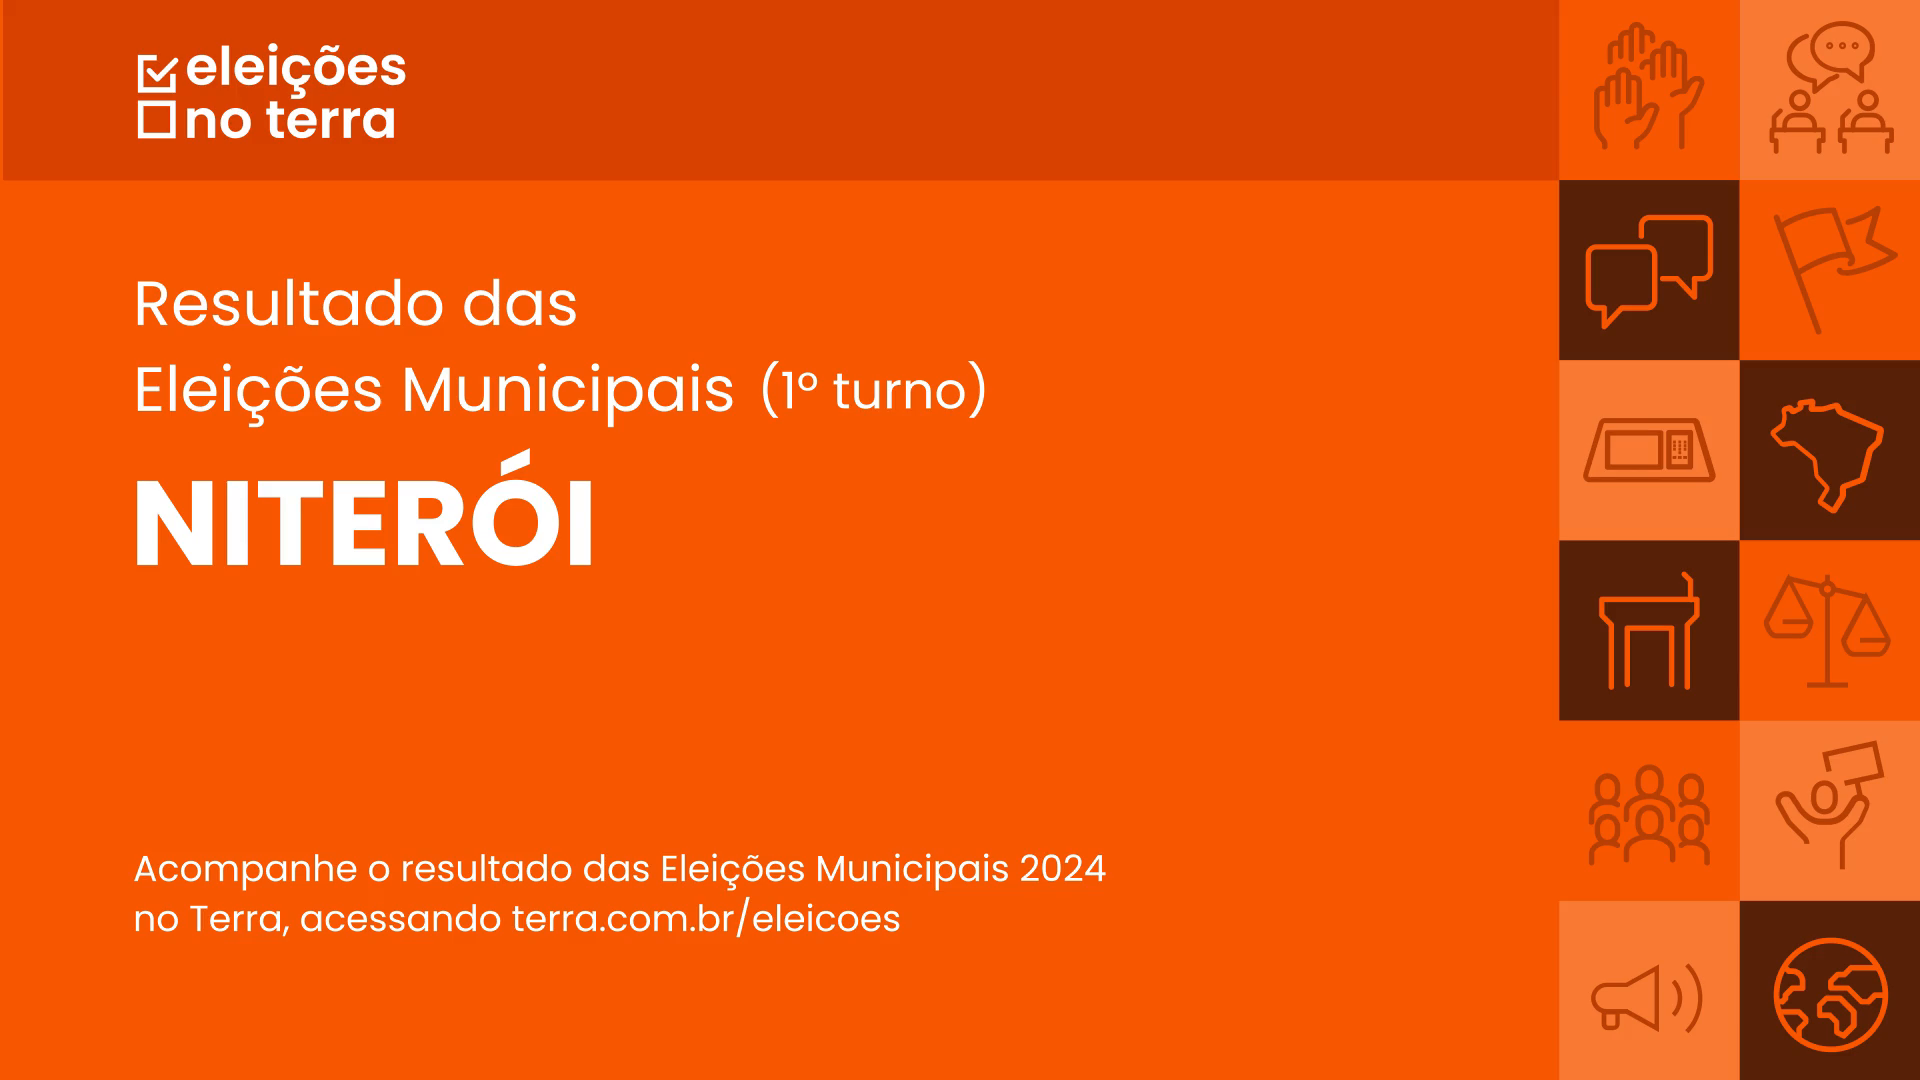 eleições
no terra
Resultado das
Eleições Municipais (1º turno)
NITERÓI
Acompanhe o resultado das Eleições Municipais 2024
no Terra, acessando terra.com.br/eleicoes